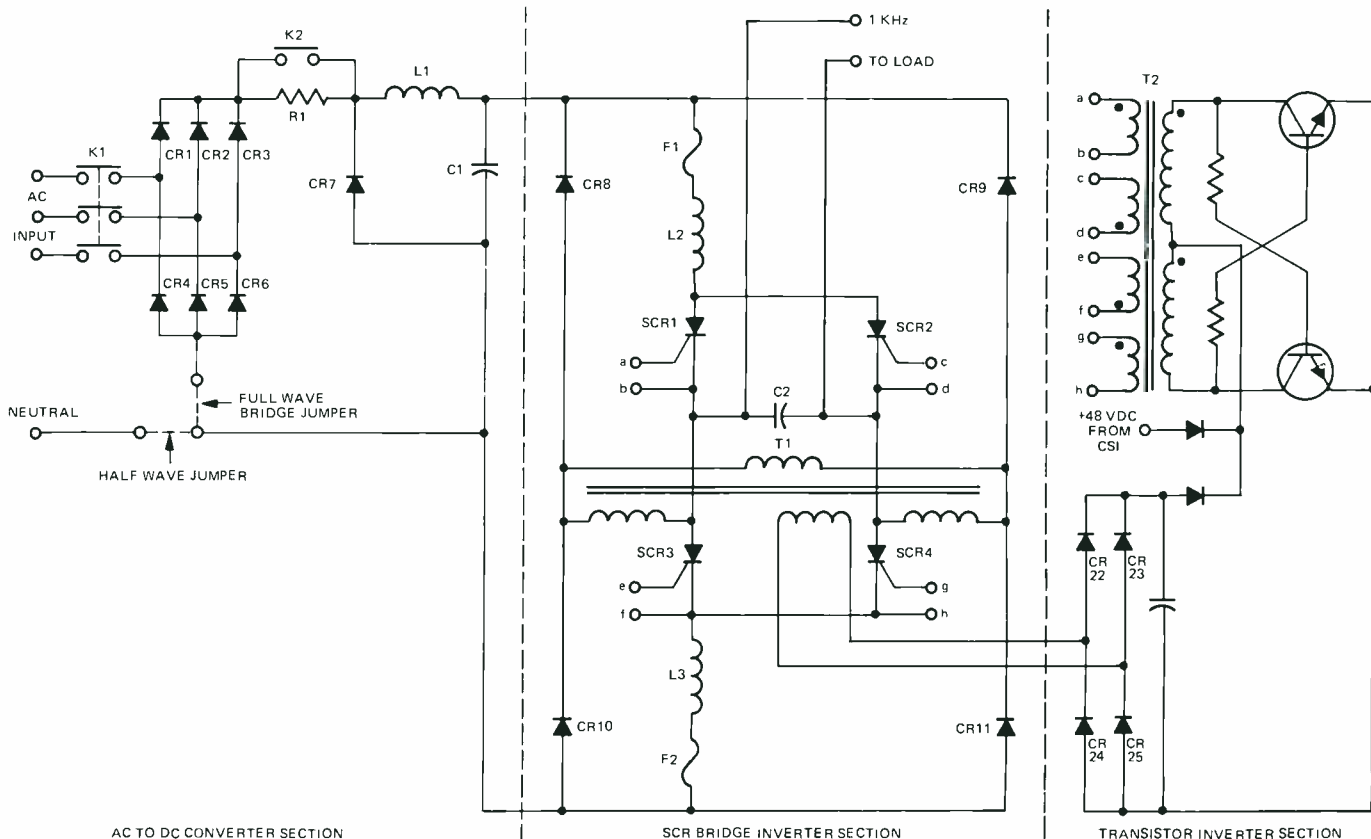 K2
1 KHz
TO LOAD
L1
T2
R1
a
F1
K1
CR1
CR2
CR3
C1
b
CR7
CR8
CR9
c
AC
INPUT
L2
d
e
CR4
CR5
CR6
SCR1
SCR2
f
g
a
c
b
d
h
NEUTRAL
FULL WAVE
BRIDGE JUMPER
C2
T1
+48 VDC
FROM
CSI
HALF WAVE JUMPER
SCR3
SCR4
CR
22
CR
23
e
g
f
h
L3
CR10
CR11
F2
CR
24
CR
25
AC TO DC CONVERTER SECTION
SCR BRIDGE INVERTER SECTION
TRANSISTOR INVERTER SECTION